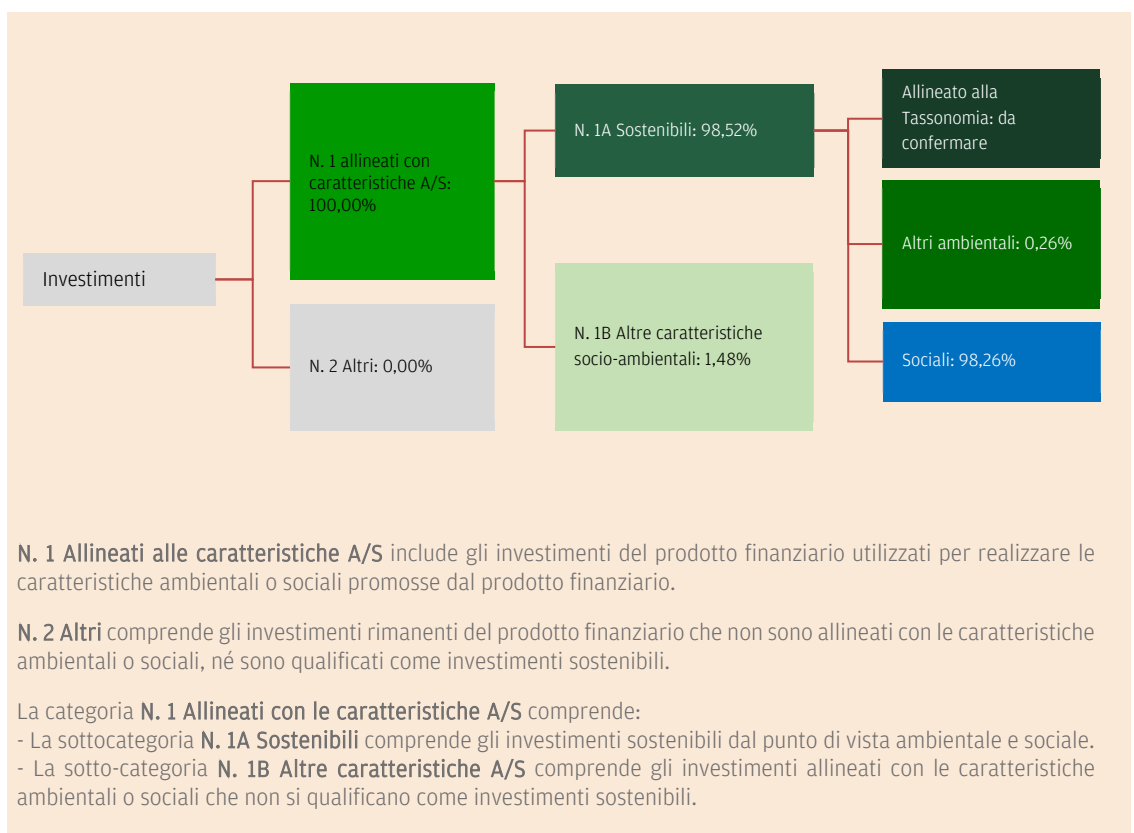 Investimenti
N. 1 allineati con
caratteristiche A/S:
100,00%
N. 2 Altri: 0,00%
N. 1A Sostenibili: 98,52%
N. 1B Altre caratteristiche
socio-ambientali: 1,48%
Allineato alla
Tassonomia: da
confermare
Altri ambientali: 0,26%
Sociali: 98,26%
N. 1 Allineati alle caratteristiche A/S include gli investimenti del prodotto finanziario utilizzati per realizzare le
caratteristiche ambientali o sociali promosse dal prodotto finanziario.
N. 2 Altri comprende gli investimenti rimanenti del prodotto finanziario che non sono allineati con le caratteristiche
ambientali o sociali, né sono qualificati come investimenti sostenibili.
La categoria N. 1 Allineati con le caratteristiche A/S comprende:
- La sottocategoria N. 1A Sostenibili comprende gli investimenti sostenibili dal punto di vista ambientale e sociale.
- La sotto-categoria N. 1B Altre caratteristiche A/S comprende gli investimenti allineati con le caratteristiche
ambientali o sociali che non si qualificano come investimenti sostenibili.